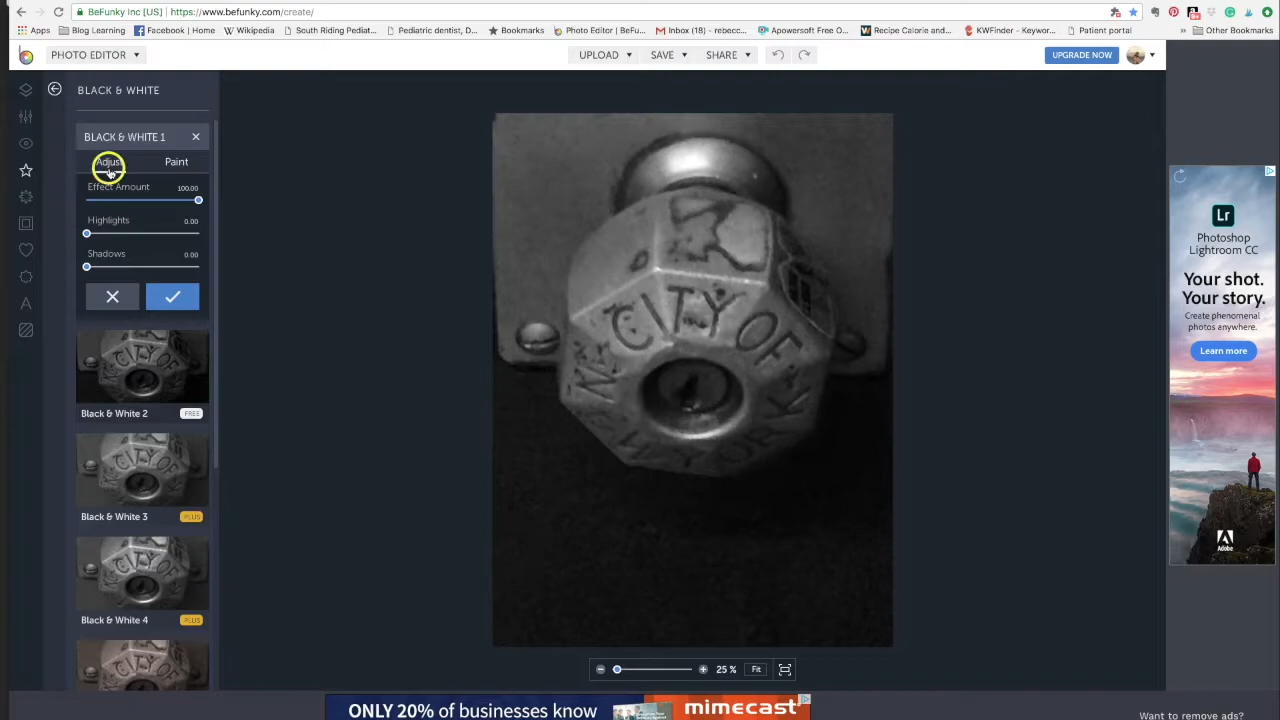 BeFunky Inc [US] | https://www.befunky.com/create/
Apps Blog Learning Facebook | Home Wikipedia South Riding Pediat... Pediatric dentist, D... Bookmarks Photo Editor | BeFu... Inbox (18) - rebecc... Apowersoft Free O... Recipe Calorie and... KWFinder - Keywor... Patient portal Other Bookmarks
PHOTO EDITOR UPLOAD SAVE SHARE UPGRADE NOW
BLACK & WHITE
BLACK & WHITE 1
Adjust Paint
Effect Amount 100.00
Highlights 0.00
Shadows 0.00
Black & White 2 FREE
Black & White 3 PLUS
Black & White 4 PLUS
CITY OF
NEW YORK
25 % Fit
Lr
Photoshop
Lightroom CC
Your shot.
Your story.
Create phenomenal
photos anywhere.
Learn more
Adobe
ONLY 20% of businesses know
mimecast
Want to remove ads?